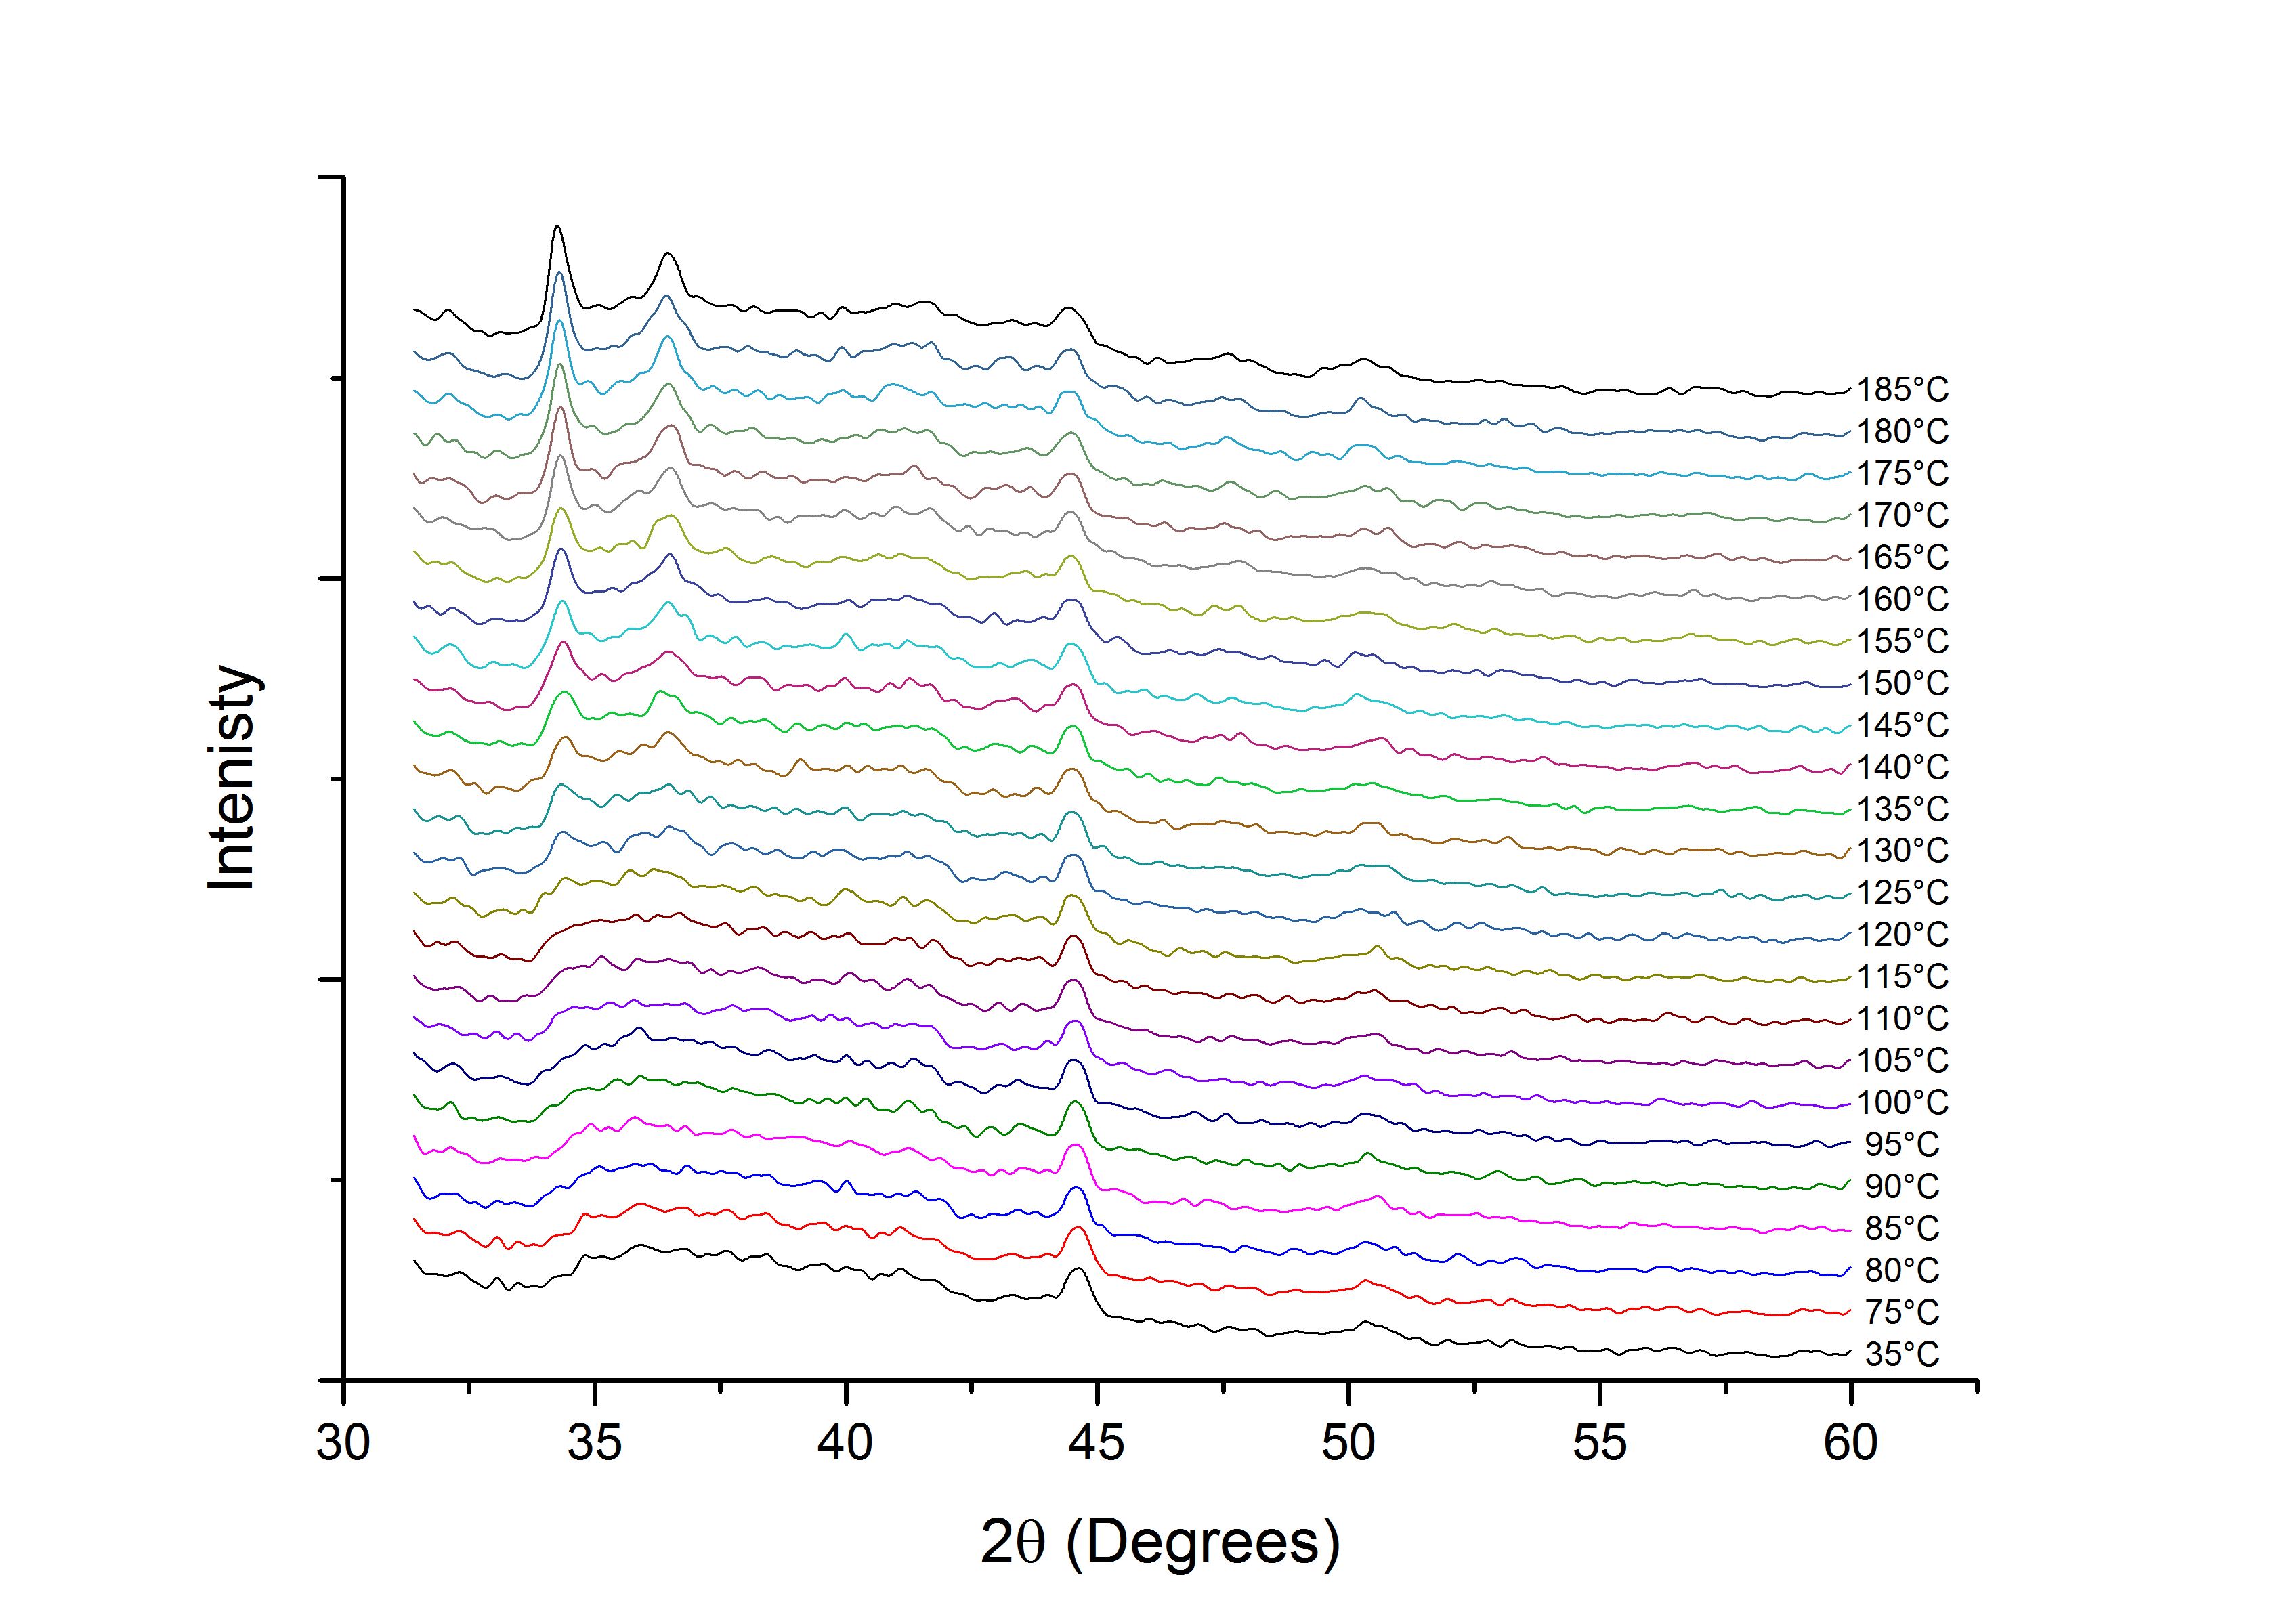 185°C
180°C
175°C
170°C
165°C
160°C
155°C
150°C
145°C
140°C
135°C
130°C
125°C
120°C
115°C
110°C
105°C
100°C
95°C
90°C
85°C
80°C
75°C
35°C
Intenisty
30 35 40 45 50 55 60
2θ (Degrees)